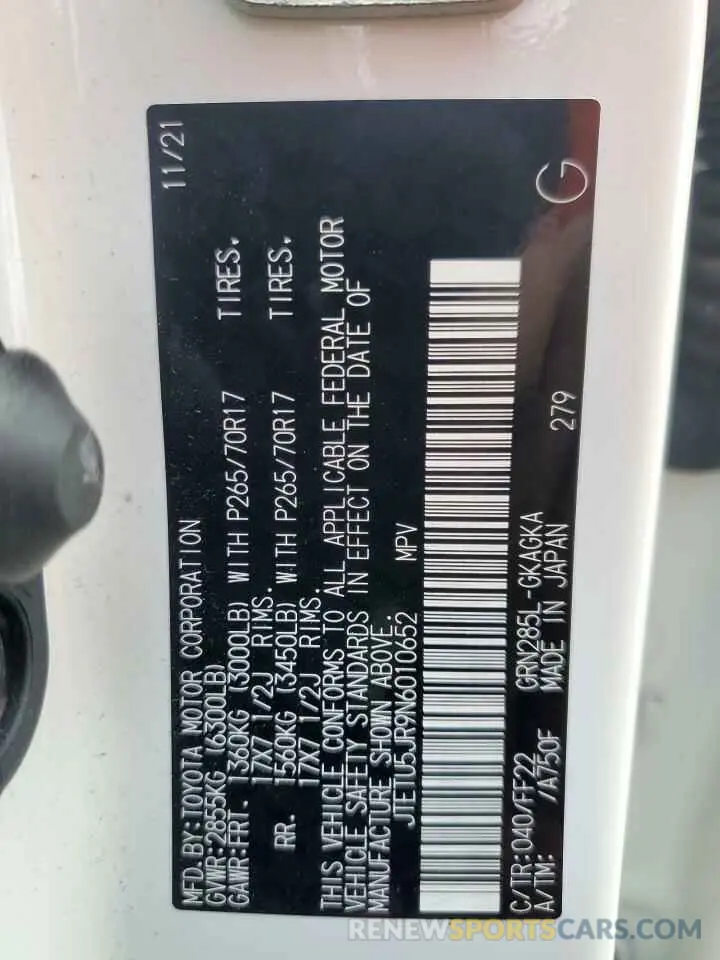 MFD.BY:TOYOTA MOTOR CORPORATION 11/21
GVWR:2855KG (6300LB)
GAWR:FRT. 1360KG (3000LB) WITH P265/70R17 TIRES.
17X7 1/2J RIMS.
RR. 1560KG (3450LB) WITH P265/70R17 TIRES.
17X7 1/2J RIMS.
THIS VEHICLE CONFORMS TO ALL APPLICABLE FEDERAL MOTOR
VEHICLE SAFETY STANDARDS IN EFFECT ON THE DATE OF
MANUFACTURE SHOWN ABOVE.
JTETU5JR9N6010652 MPV
C/TR:040/FF22 GRN285L-GKAGKA
A/TM: /A750F MADE IN JAPAN 279 G
RENEWSPORTSCARS.COM